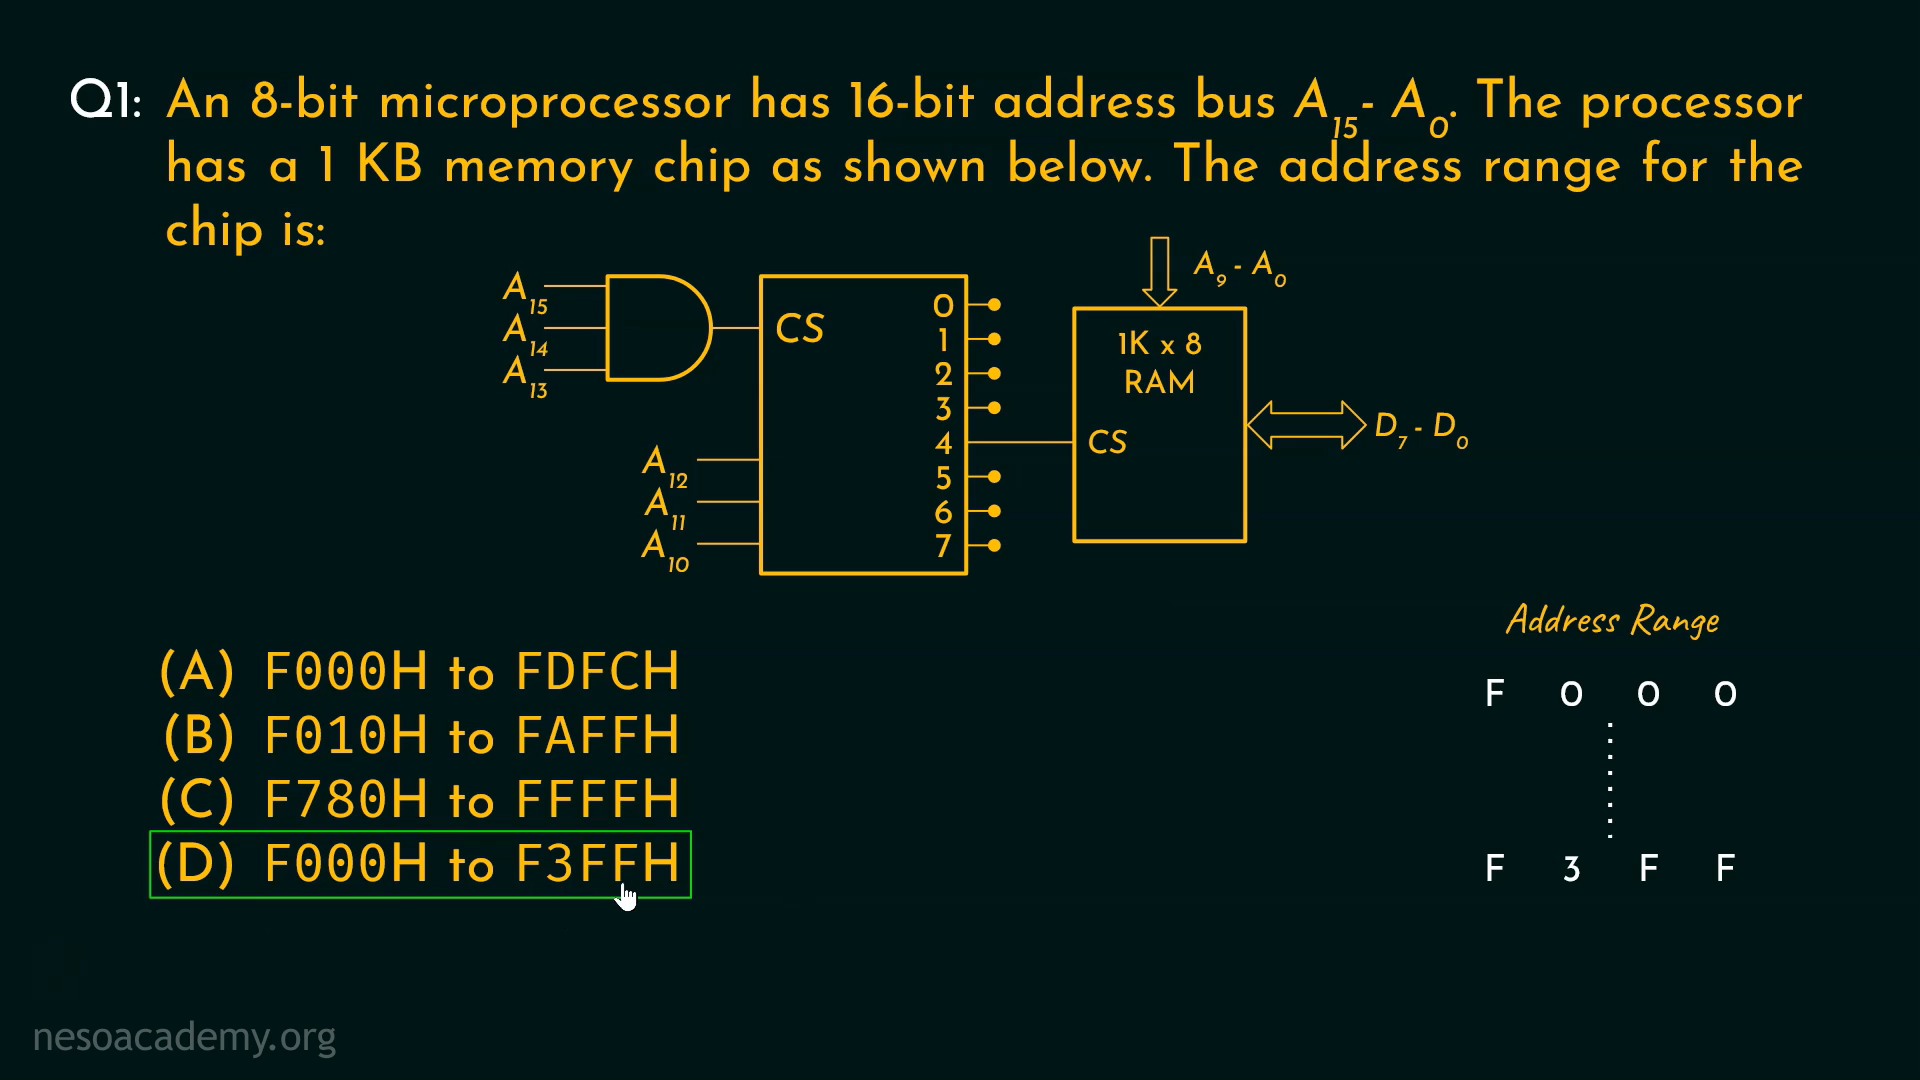 Q1: An 8-bit microprocessor has 16-bit address bus A15- A0. The processor
has a 1 KB memory chip as shown below. The address range for the
chip is:
A15
A14
A13
CS
A12
A11
A10
0
1
2
3
4
5
6
7
A9 - A0
1K x 8
RAM
CS
D7 - D0
(A) F000H to FDFCH
(B) F010H to FAFFH
(C) F780H to FFFFH
(D) F000H to F3FFH
Address Range
F 0 0 0
F 3 F F
nesoacademy.org